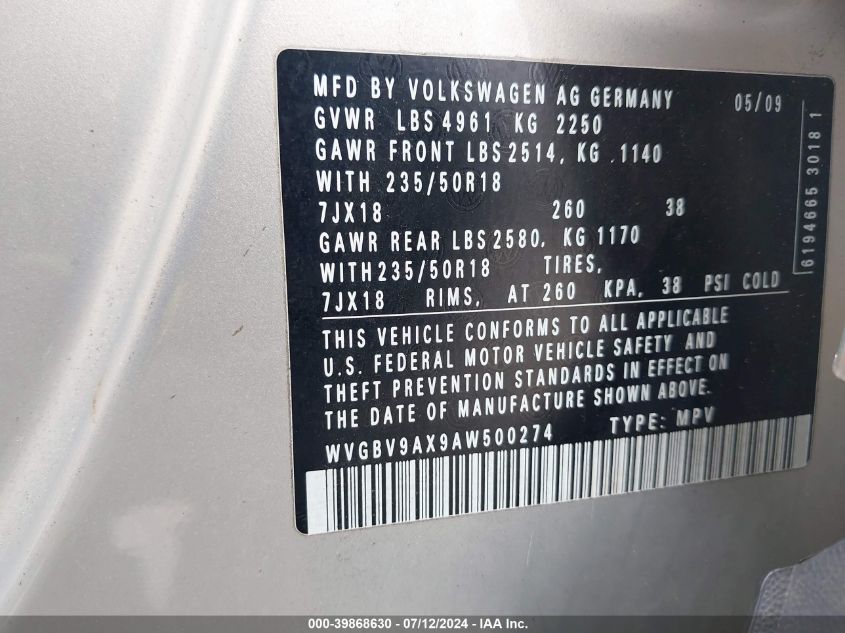 MFD BY VOLKSWAGEN AG GERMANY 05/09
GVWR LBS 4961 KG 2250
GAWR FRONT LBS 2514, KG .1140
WITH 235/50R18
7JX18 260 38
GAWR REAR LBS 2580, KG 1170
WITH 235/50R18 TIRES,
7JX18 RIMS, AT 260 KPA, 38 PSI COLD
THIS VEHICLE CONFORMS TO ALL APPLICABLE
U.S. FEDERAL MOTOR VEHICLE SAFETY AND
THEFT PREVENTION STANDARDS IN EFFECT ON
THE DATE OF MANUFACTURE SHOWN ABOVE.
WVGBV9AX9AW500274 TYPE: MPV
6194665 3018 1
000-39868630 - 07/12/2024 - IAA Inc.